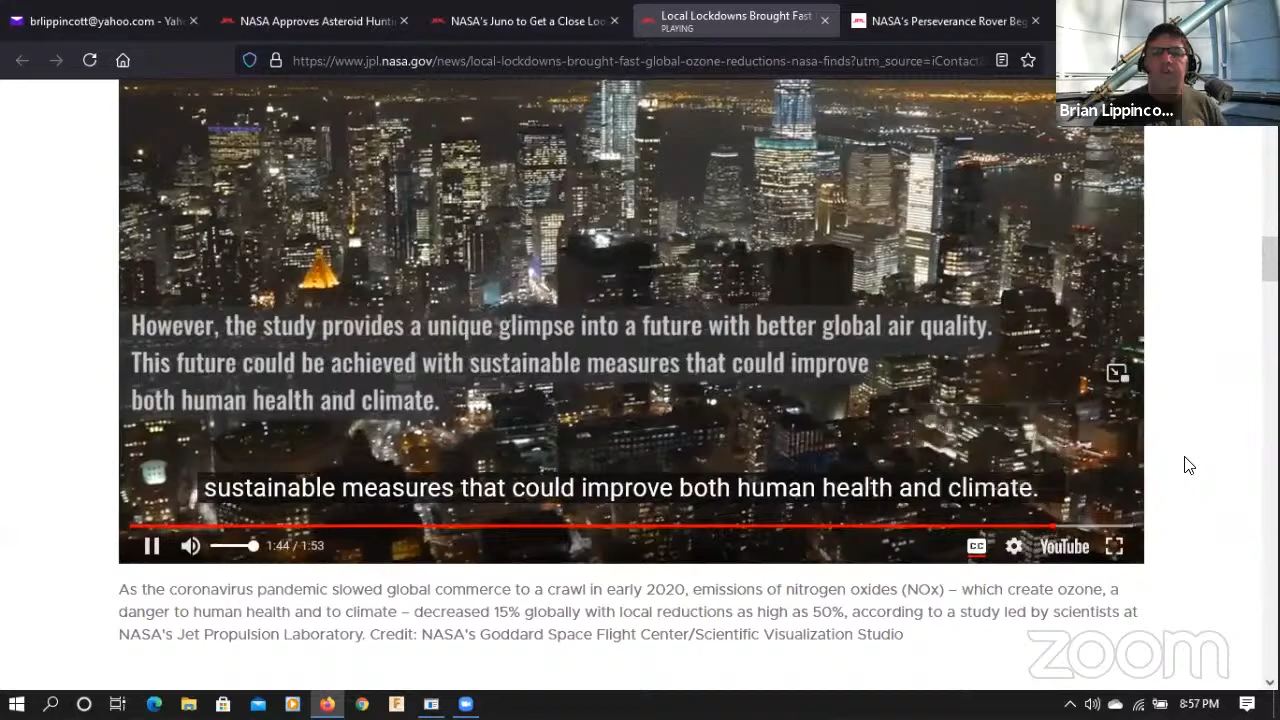 brlippincott@yahoo.com - Yah
NASA Approves Asteroid Hunti
NASA's Juno to Get a Close Loo
Local Lockdowns Brought Fast
PLAYING
NASA's Perseverance Rover Beg
https://www.jpl.nasa.gov/news/local-lockdowns-brought-fast-global-ozone-reductions-nasa-finds?utm_source=iContact
Brian Lippinco...
However, the study provides a unique glimpse into a future with better global air quality.
This future could be achieved with sustainable measures that could improve
both human health and climate.
sustainable measures that could improve both human health and climate.
1:44 / 1:53
CC
YouTube
As the coronavirus pandemic slowed global commerce to a crawl in early 2020, emissions of nitrogen oxides (NOx) – which create ozone, a
danger to human health and to climate – decreased 15% globally with local reductions as high as 50%, according to a study led by scientists at
NASA's Jet Propulsion Laboratory. Credit: NASA's Goddard Space Flight Center/Scientific Visualization Studio
zoom
8:57 PM